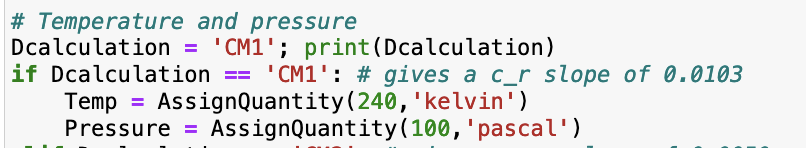 # Temperature and pressure
Dcalculation = 'CM1'; print(Dcalculation)
if Dcalculation == 'CM1': # gives a c_r slope of 0.0103
    Temp = AssignQuantity(240,'kelvin')
    Pressure = AssignQuantity(100,'pascal')